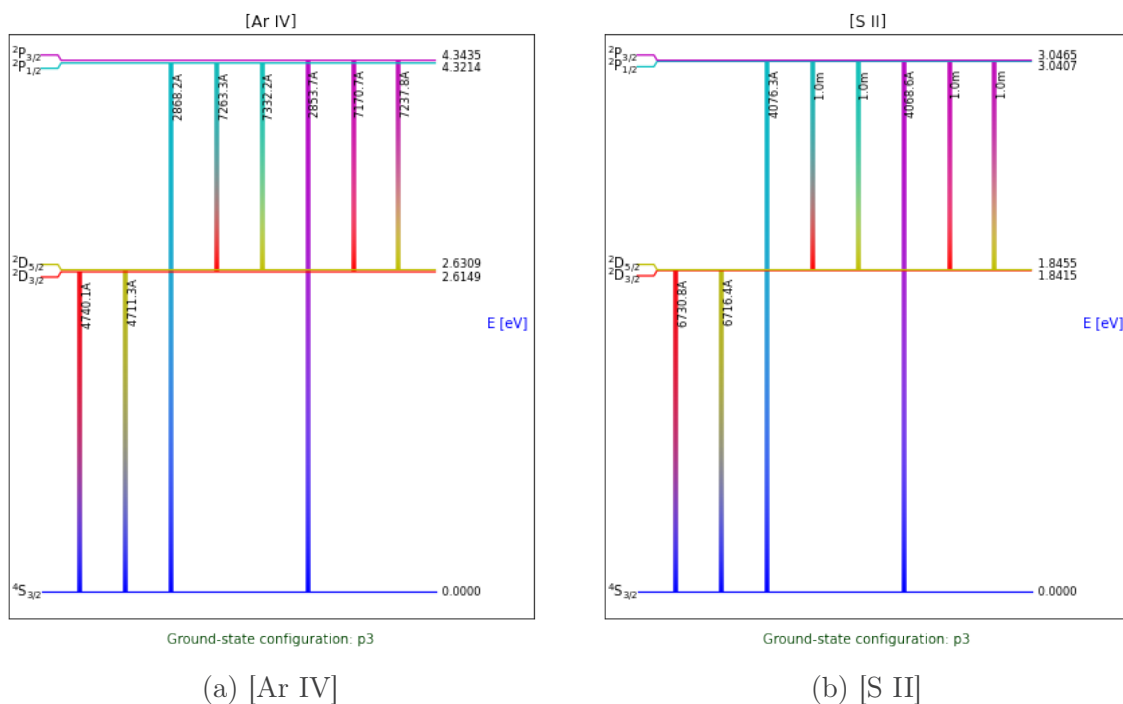 [Ar IV]
²P₃/₂
²P₁/₂
4.3435
4.3214
2868.2A
7263.3A
7332.2A
2853.7A
7170.7A
7237.8A
²D₅/₂
²D₃/₂
2.6309
2.6149
4740.1A
4711.3A
E [eV]
⁴S₃/₂
0.0000
Ground-state configuration: p3
(a) [Ar IV]
[S II]
²P₃/₂
²P₁/₂
3.0465
3.0407
4076.3A
1.0m
1.0m
4068.6A
1.0m
1.0m
²D₅/₂
²D₃/₂
1.8455
1.8415
6730.8A
6716.4A
E [eV]
⁴S₃/₂
0.0000
Ground-state configuration: p3
(b) [S II]